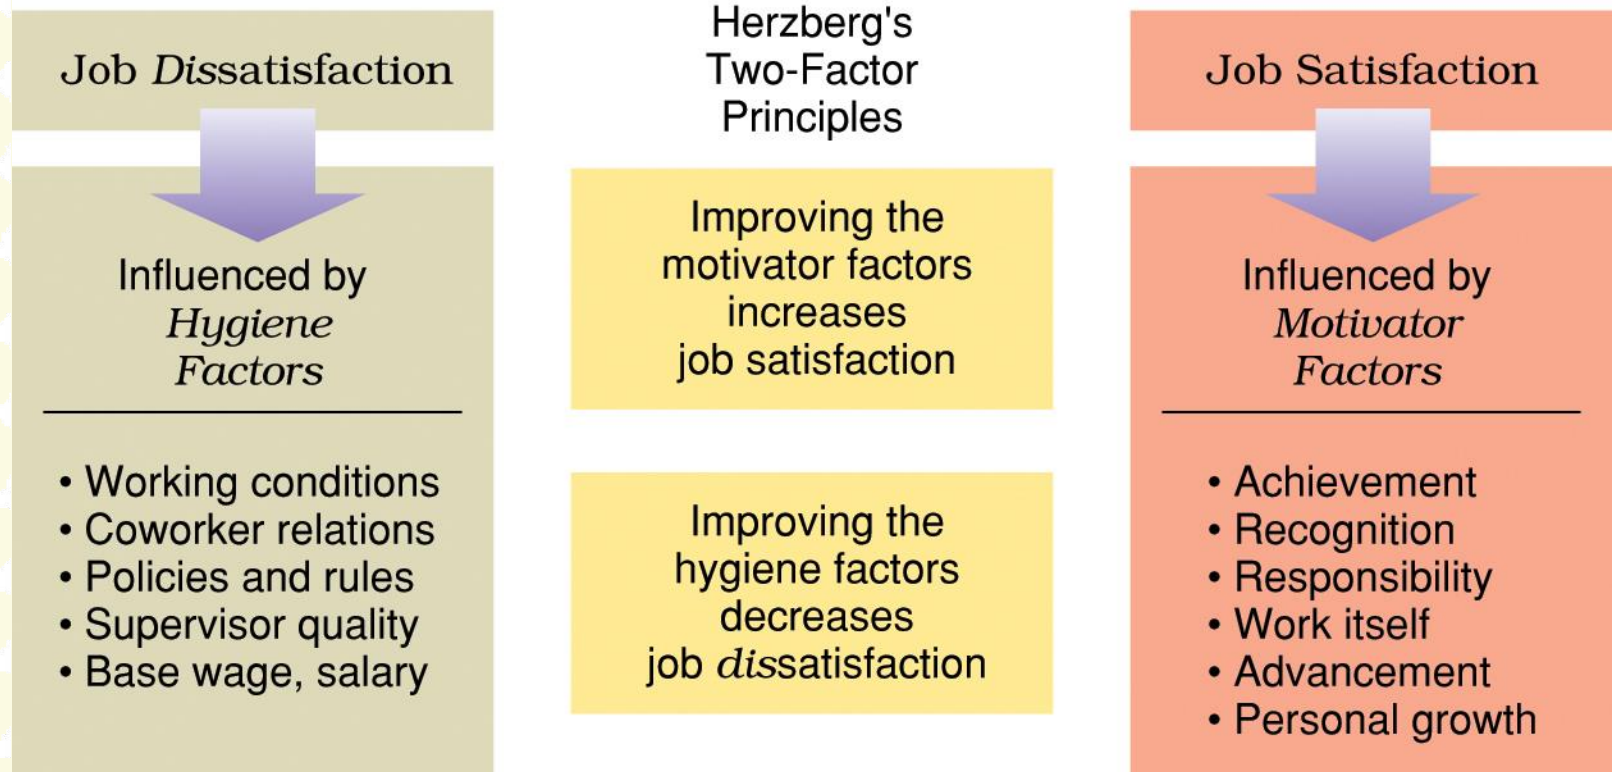 Job Dissatisfaction
Influenced by
Hygiene
Factors
• Working conditions
• Coworker relations
• Policies and rules
• Supervisor quality
• Base wage, salary
Herzberg's
Two-Factor
Principles
Improving the
motivator factors
increases
job satisfaction
Improving the
hygiene factors
decreases
job dissatisfaction
Job Satisfaction
Influenced by
Motivator
Factors
• Achievement
• Recognition
• Responsibility
• Work itself
• Advancement
• Personal growth